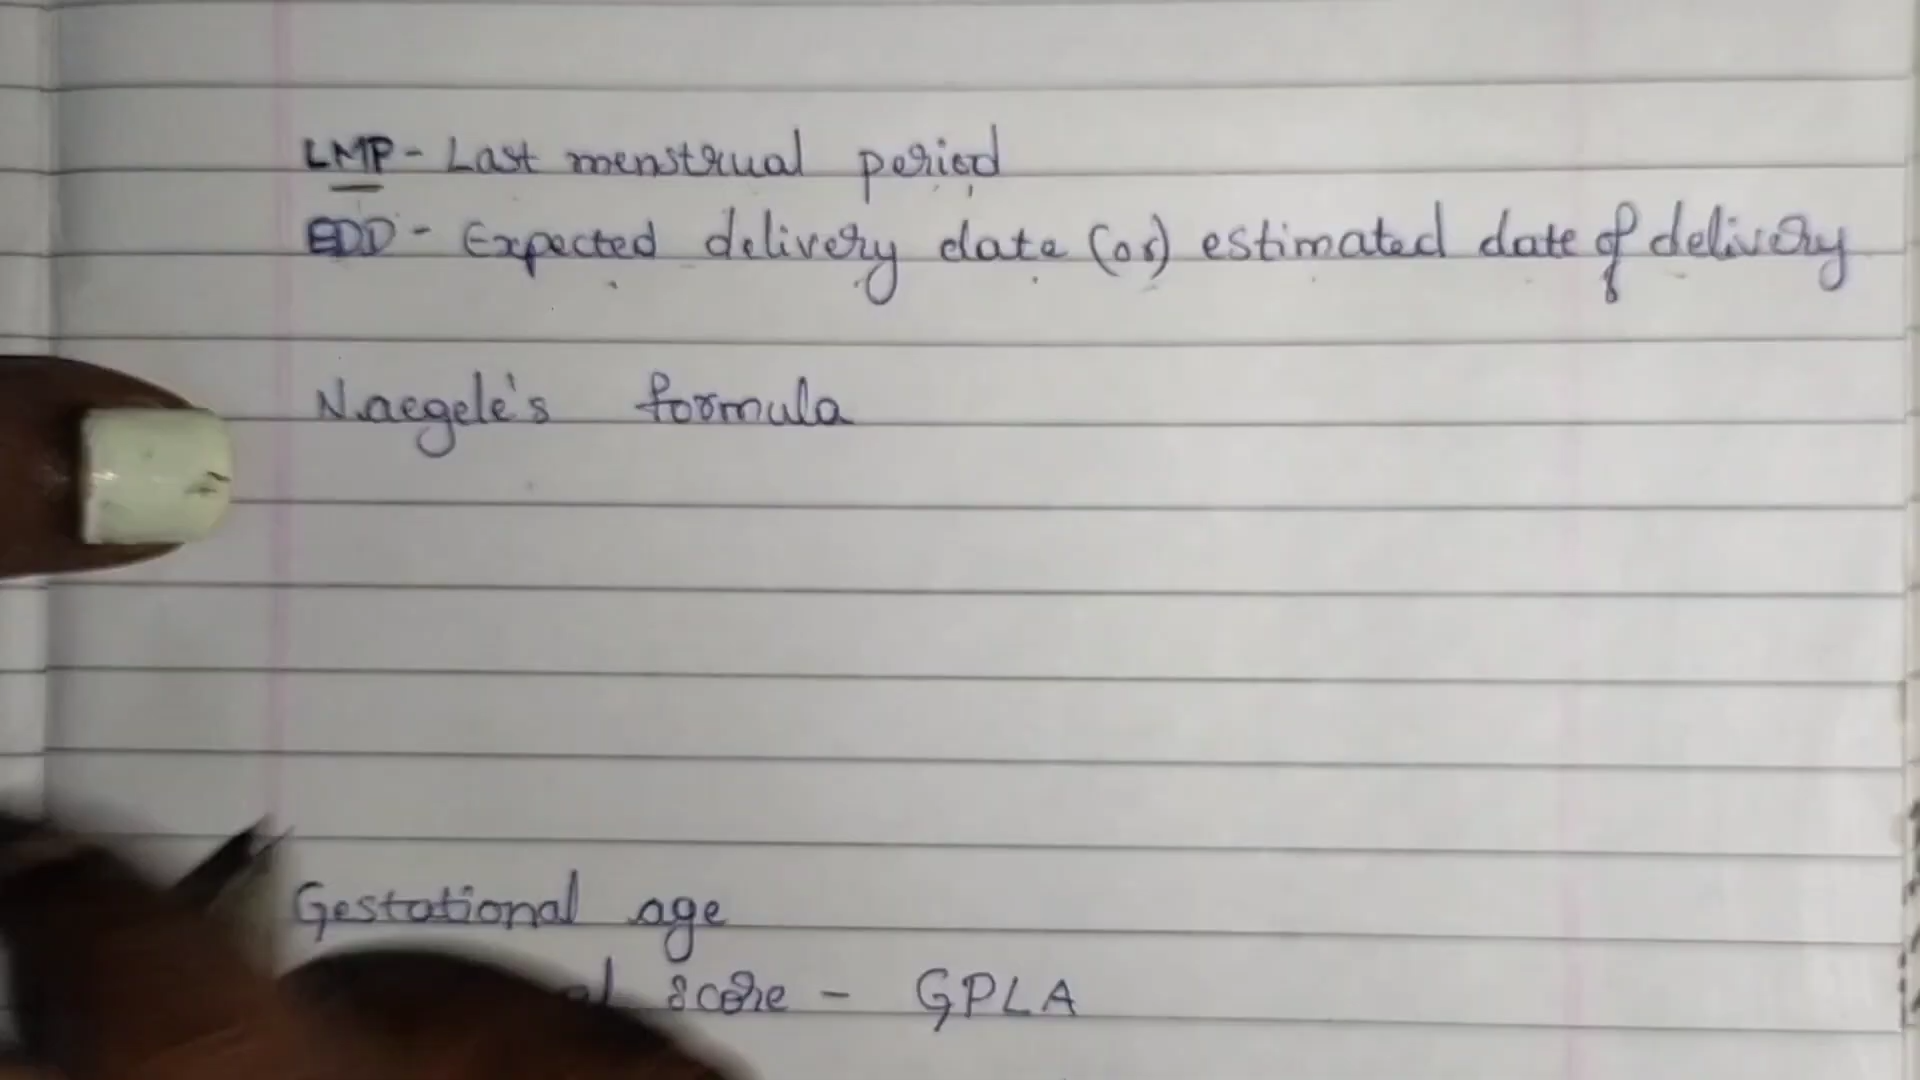 LMP - Last menstrual period
EDD - Expected delivery date (or) estimated date of delivery
Naegele's formula
Gestational age
score - GPLA